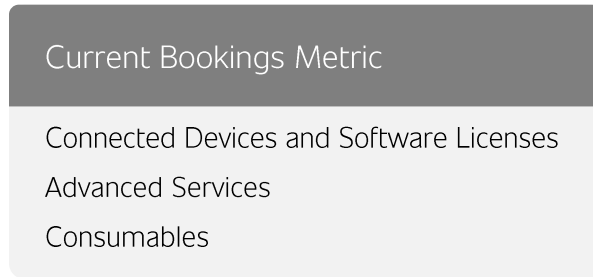 Current Bookings Metric
Connected Devices and Software Licenses
Advanced Services
Consumables